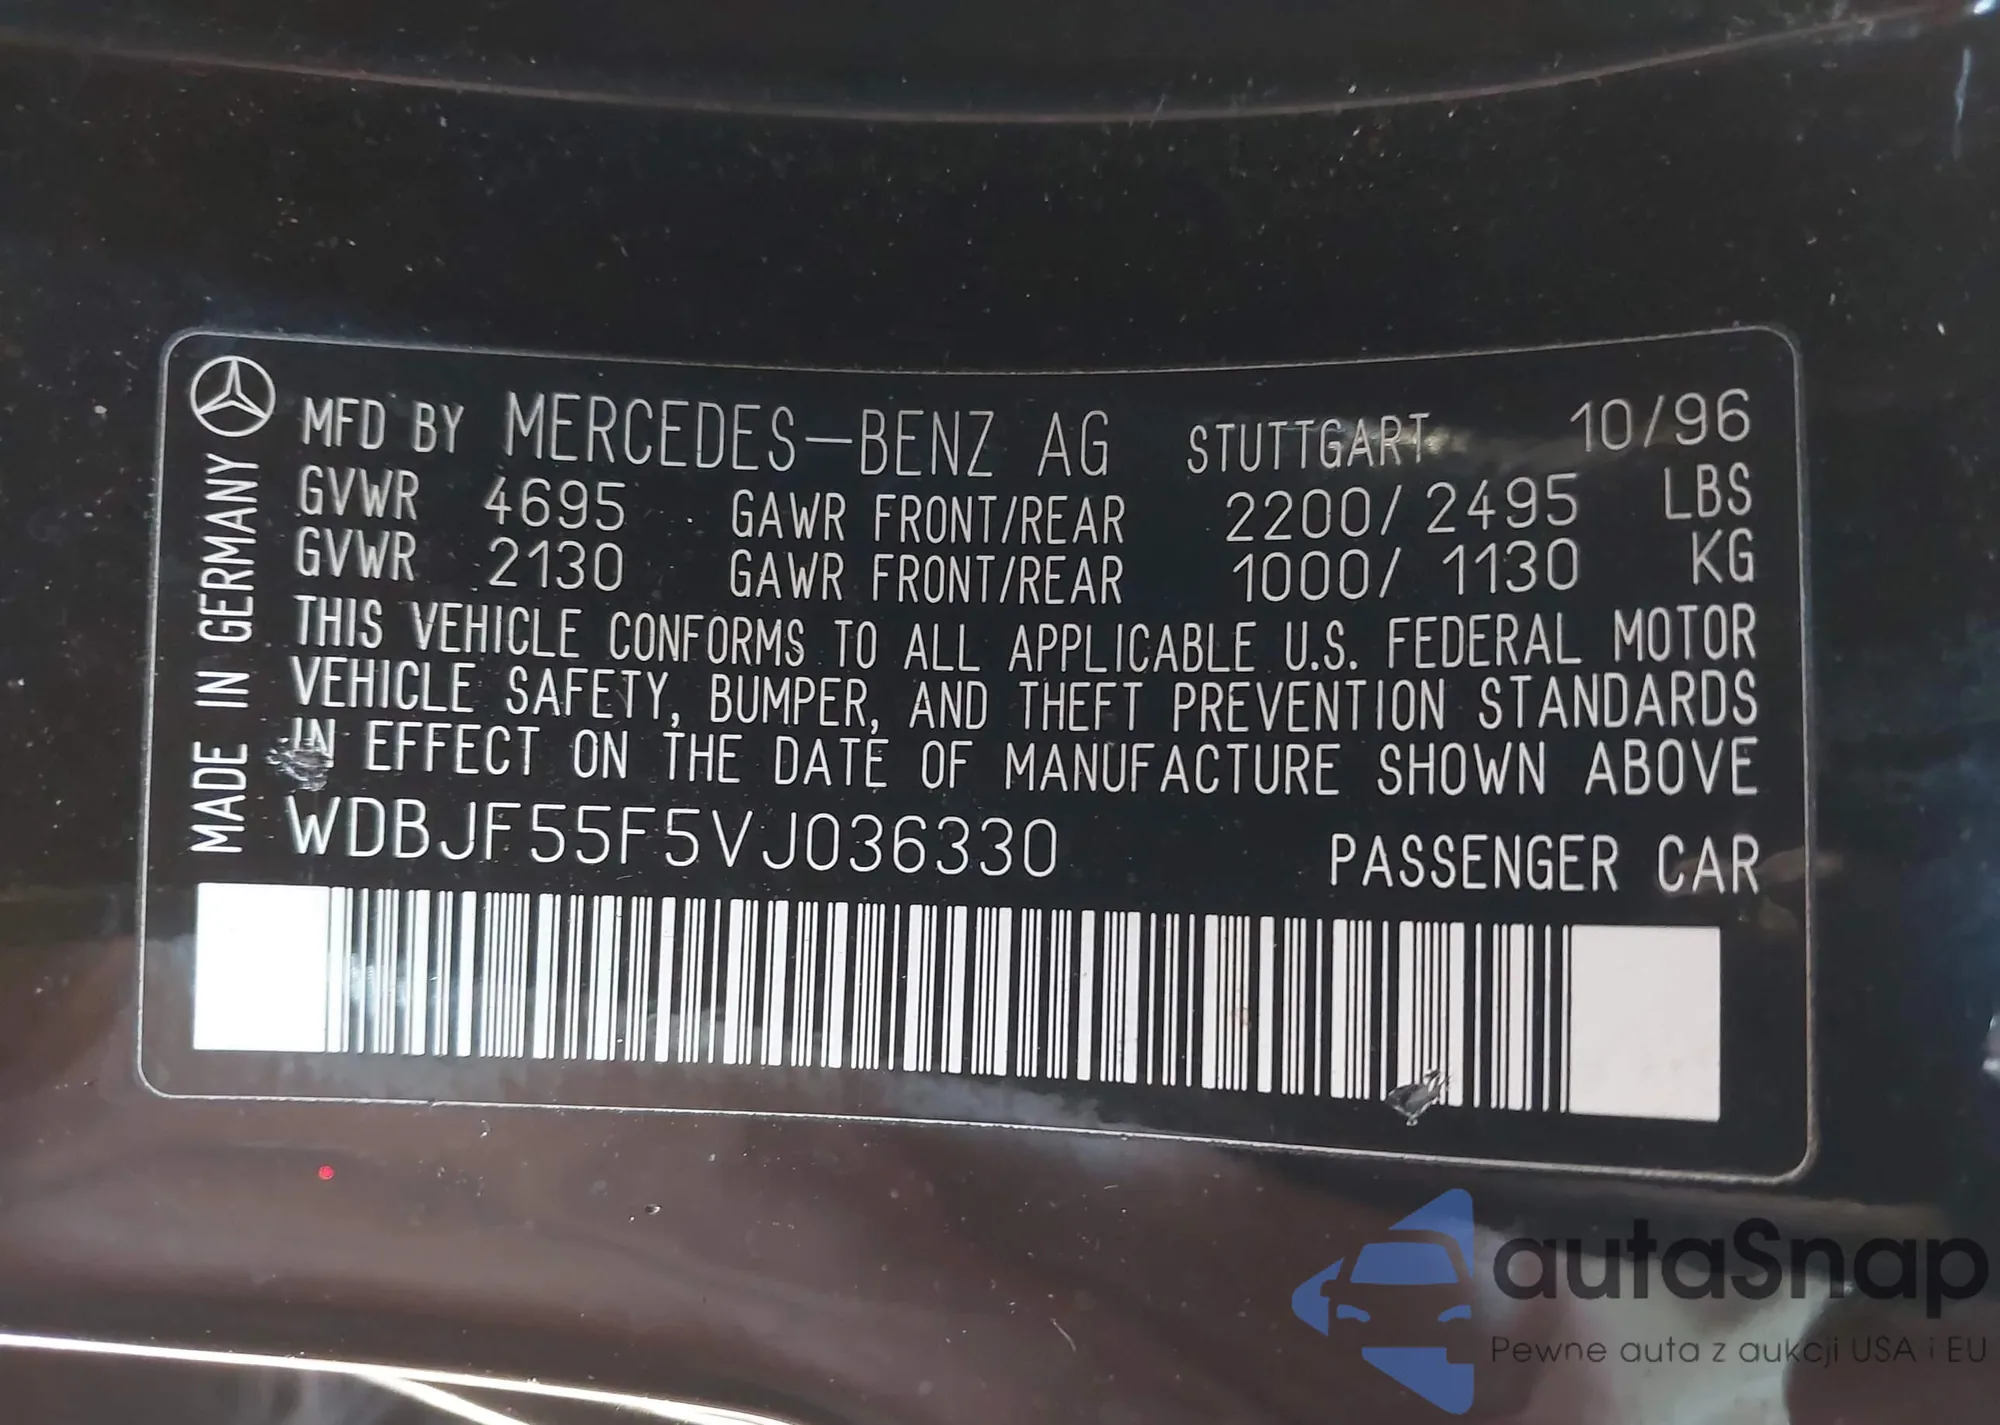 MFD BY MERCEDES-BENZ AG STUTTGART 10/96
GVWR 4695 GAWR FRONT/REAR 2200/2495 LBS
GVWR 2130 GAWR FRONT/REAR 1000/1130 KG
THIS VEHICLE CONFORMS TO ALL APPLICABLE U.S. FEDERAL MOTOR
VEHICLE SAFETY, BUMPER, AND THEFT PREVENTION STANDARDS
IN EFFECT ON THE DATE OF MANUFACTURE SHOWN ABOVE
WDBJF55F5VJ036330 PASSENGER CAR
MADE IN GERMANY
autaSnap
Pewne auta z aukcji USA i EU